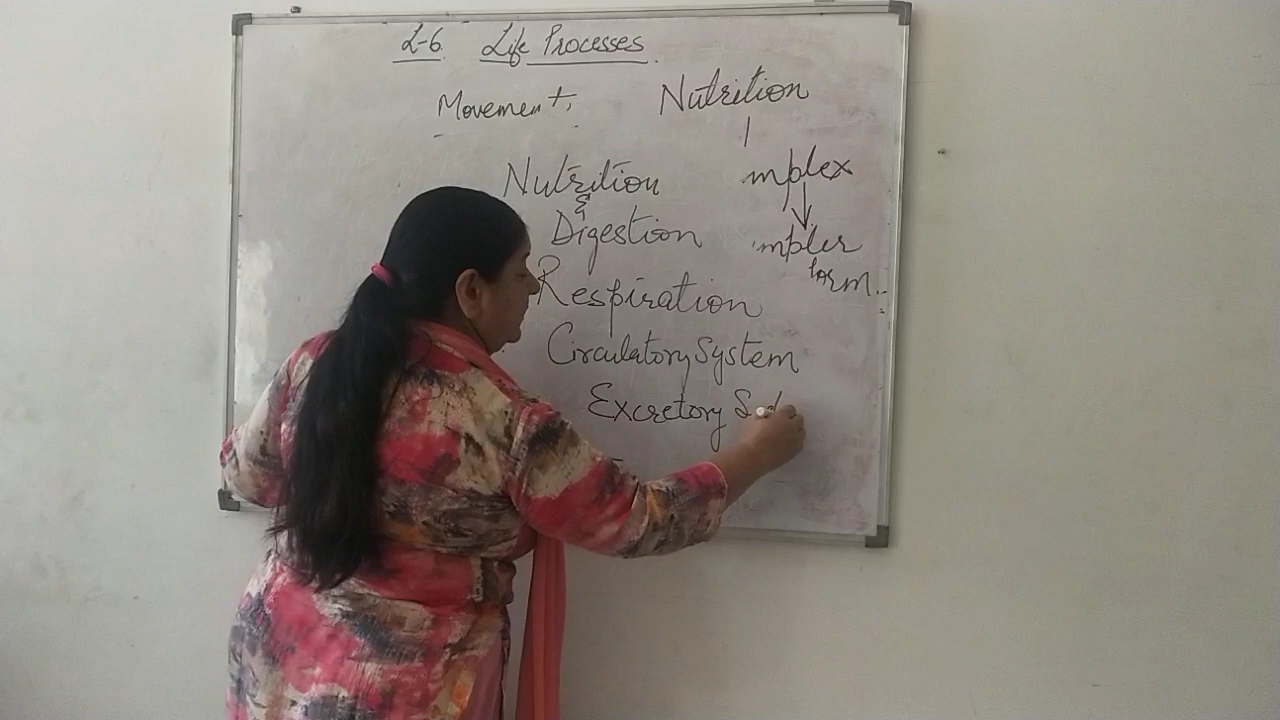 L-6. Life Processes.
Movement, Nutrition
Nutrition mplex
& ↓
Digestion mpler
form.
Respiration
Circulatory System
Excretory